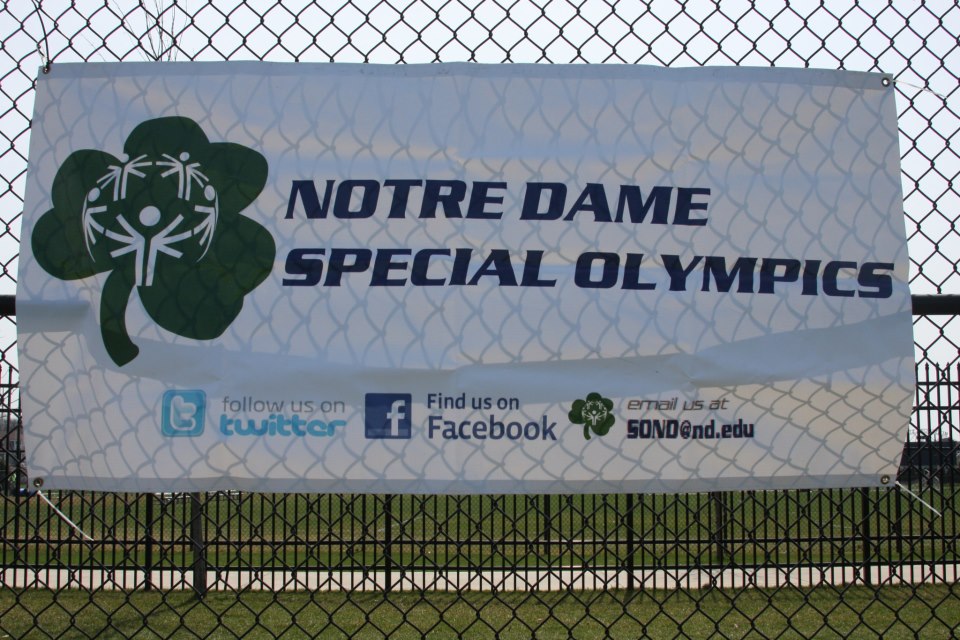 NOTRE DAME
SPECIAL OLYMPICS
t follow us on twitter
f Find us on Facebook
email us at SOND@nd.edu